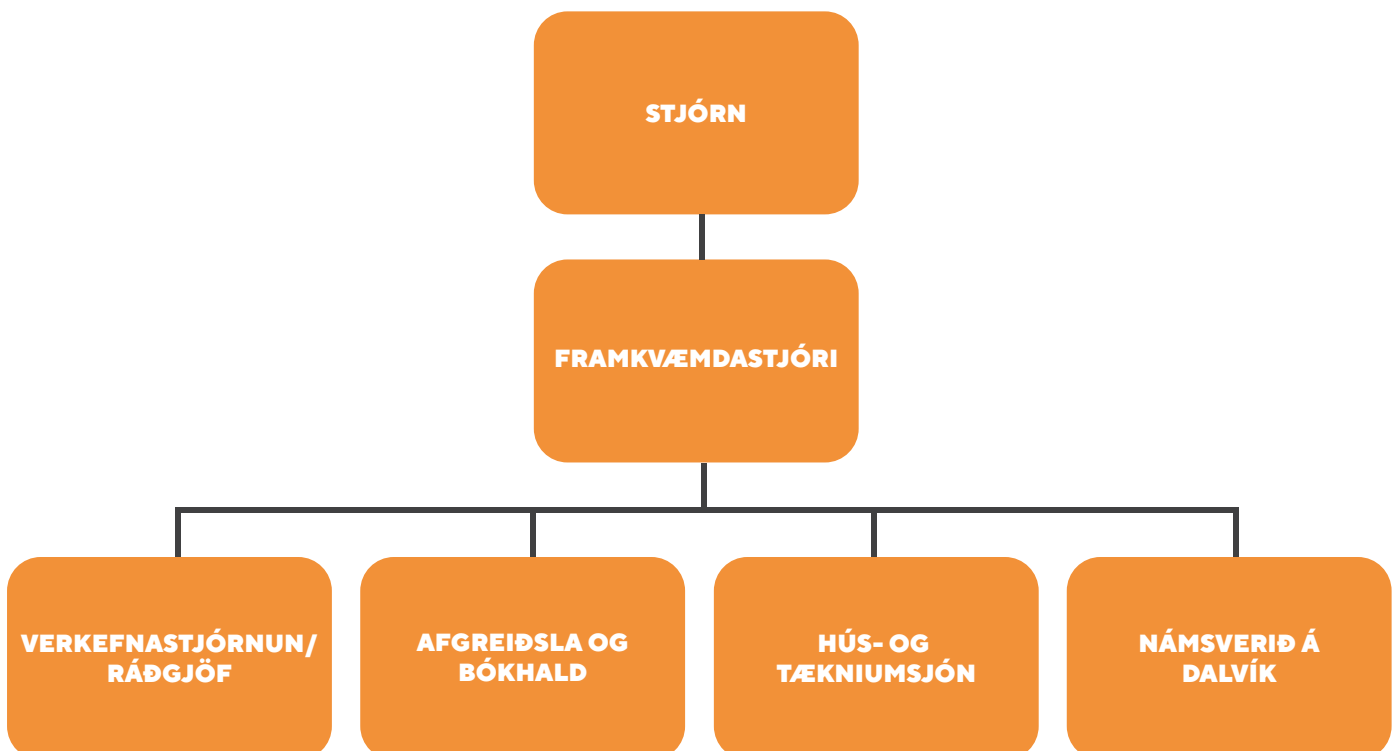 STJÓRN
FRAMKVÆMDASTJÓRI
VERKEFNASTJÓRNUN/
RÁÐGJÖF
AFGREIÐSLA OG
BÓKHALD
HÚS- OG
TÆKNIUMSJÓN
NÁMSVERIÐ Á
DALVÍK